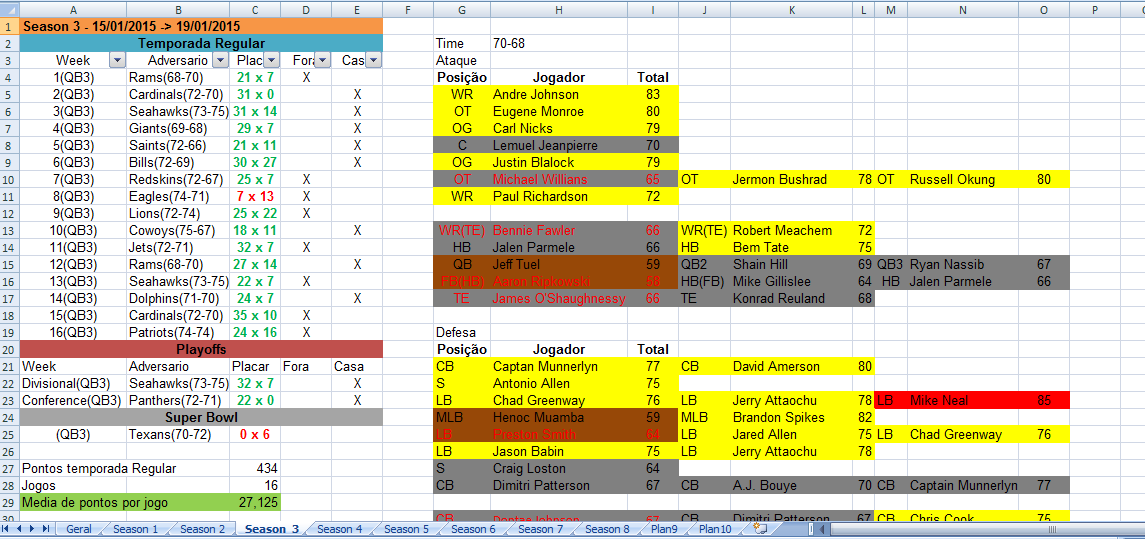 A B C D E F G H I J K L M N O P
1 Season 3 - 15/01/2015 -> 19/01/2015
2 Temporada Regular Time 70-68
3 Week Adversario Plac Fora Cas Ataque
4 1(QB3) Rams(68-70) 21 x 7 X Posição Jogador Total
5 2(QB3) Cardinals(72-70) 31 x 0 X WR Andre Johnson 83
6 3(QB3) Seahawks(73-75) 31 x 14 X OT Eugene Monroe 80
7 4(QB3) Giants(69-68) 29 x 7 X OG Carl Nicks 79
8 5(QB3) Saints(72-66) 21 x 11 X C Lemuel Jeanpierre 70
9 6(QB3) Bills(72-69) 30 x 27 X OG Justin Blalock 79
10 7(QB3) Redskins(72-67) 25 x 7 X OT Michael Willians 65 OT Jermon Bushrad 78 OT Russell Okung 80
11 8(QB3) Eagles(74-71) 7 x 13 X WR Paul Richardson 72
12 9(QB3) Lions(72-74) 25 x 22 X
13 10(QB3) Cowoys(75-67) 18 x 11 X WR(TE) Bennie Fawler 66 WR(TE) Robert Meachem 72
14 11(QB3) Jets(72-71) 32 x 7 X HB Jalen Parmele 66 HB Bem Tate 75
15 12(QB3) Rams(68-70) 27 x 14 X QB Jeff Tuel 59 QB2 Shain Hill 69 QB3 Ryan Nassib 67
16 13(QB3) Seahawks(73-75) 22 x 7 X FB(HB) Aaron Ripkowski 58 HB(FB) Mike Gillislee 64 HB Jalen Parmele 66
17 14(QB3) Dolphins(71-70) 24 x 7 X TE James O'Shaughnessy 66 TE Konrad Reuland 68
18 15(QB3) Cardinals(72-70) 35 x 10 X
19 16(QB3) Patriots(74-74) 24 x 16 X Defesa
20 Playoffs Posição Jogador Total
21 Week Adversario Placar Fora Casa CB Captan Munnerlyn 77 CB David Amerson 80
22 Divisional(QB3) Seahawks(73-75) 32 x 7 X S Antonio Allen 75
23 Conference(QB3) Panthers(72-71) 22 x 0 X LB Chad Greenway 76 LB Jerry Attaochu 78 LB Mike Neal 85
24 Super Bowl MLB Henoc Muamba 59 MLB Brandon Spikes 82
25 (QB3) Texans(70-72) 0 x 6 LB Preston Smith 64 LB Jared Allen 75 LB Chad Greenway 76
26 LB Jason Babin 75 LB Jerry Attaochu 78
27 Pontos temporada Regular 434 S Craig Loston 64
28 Jogos 16 CB Dimitri Patterson 67 CB A.J. Bouye 70 CB Captain Munnerlyn 77
29 Media de pontos por jogo 27,125
30 CB Dontae Johnson 67 CB Dimitri Patterson 67 CB Chris Cook 75
Geral Season 1 Season 2 Season 3 Season 4 Season 5 Season 6 Season 7 Season 8 Plan9 Plan10